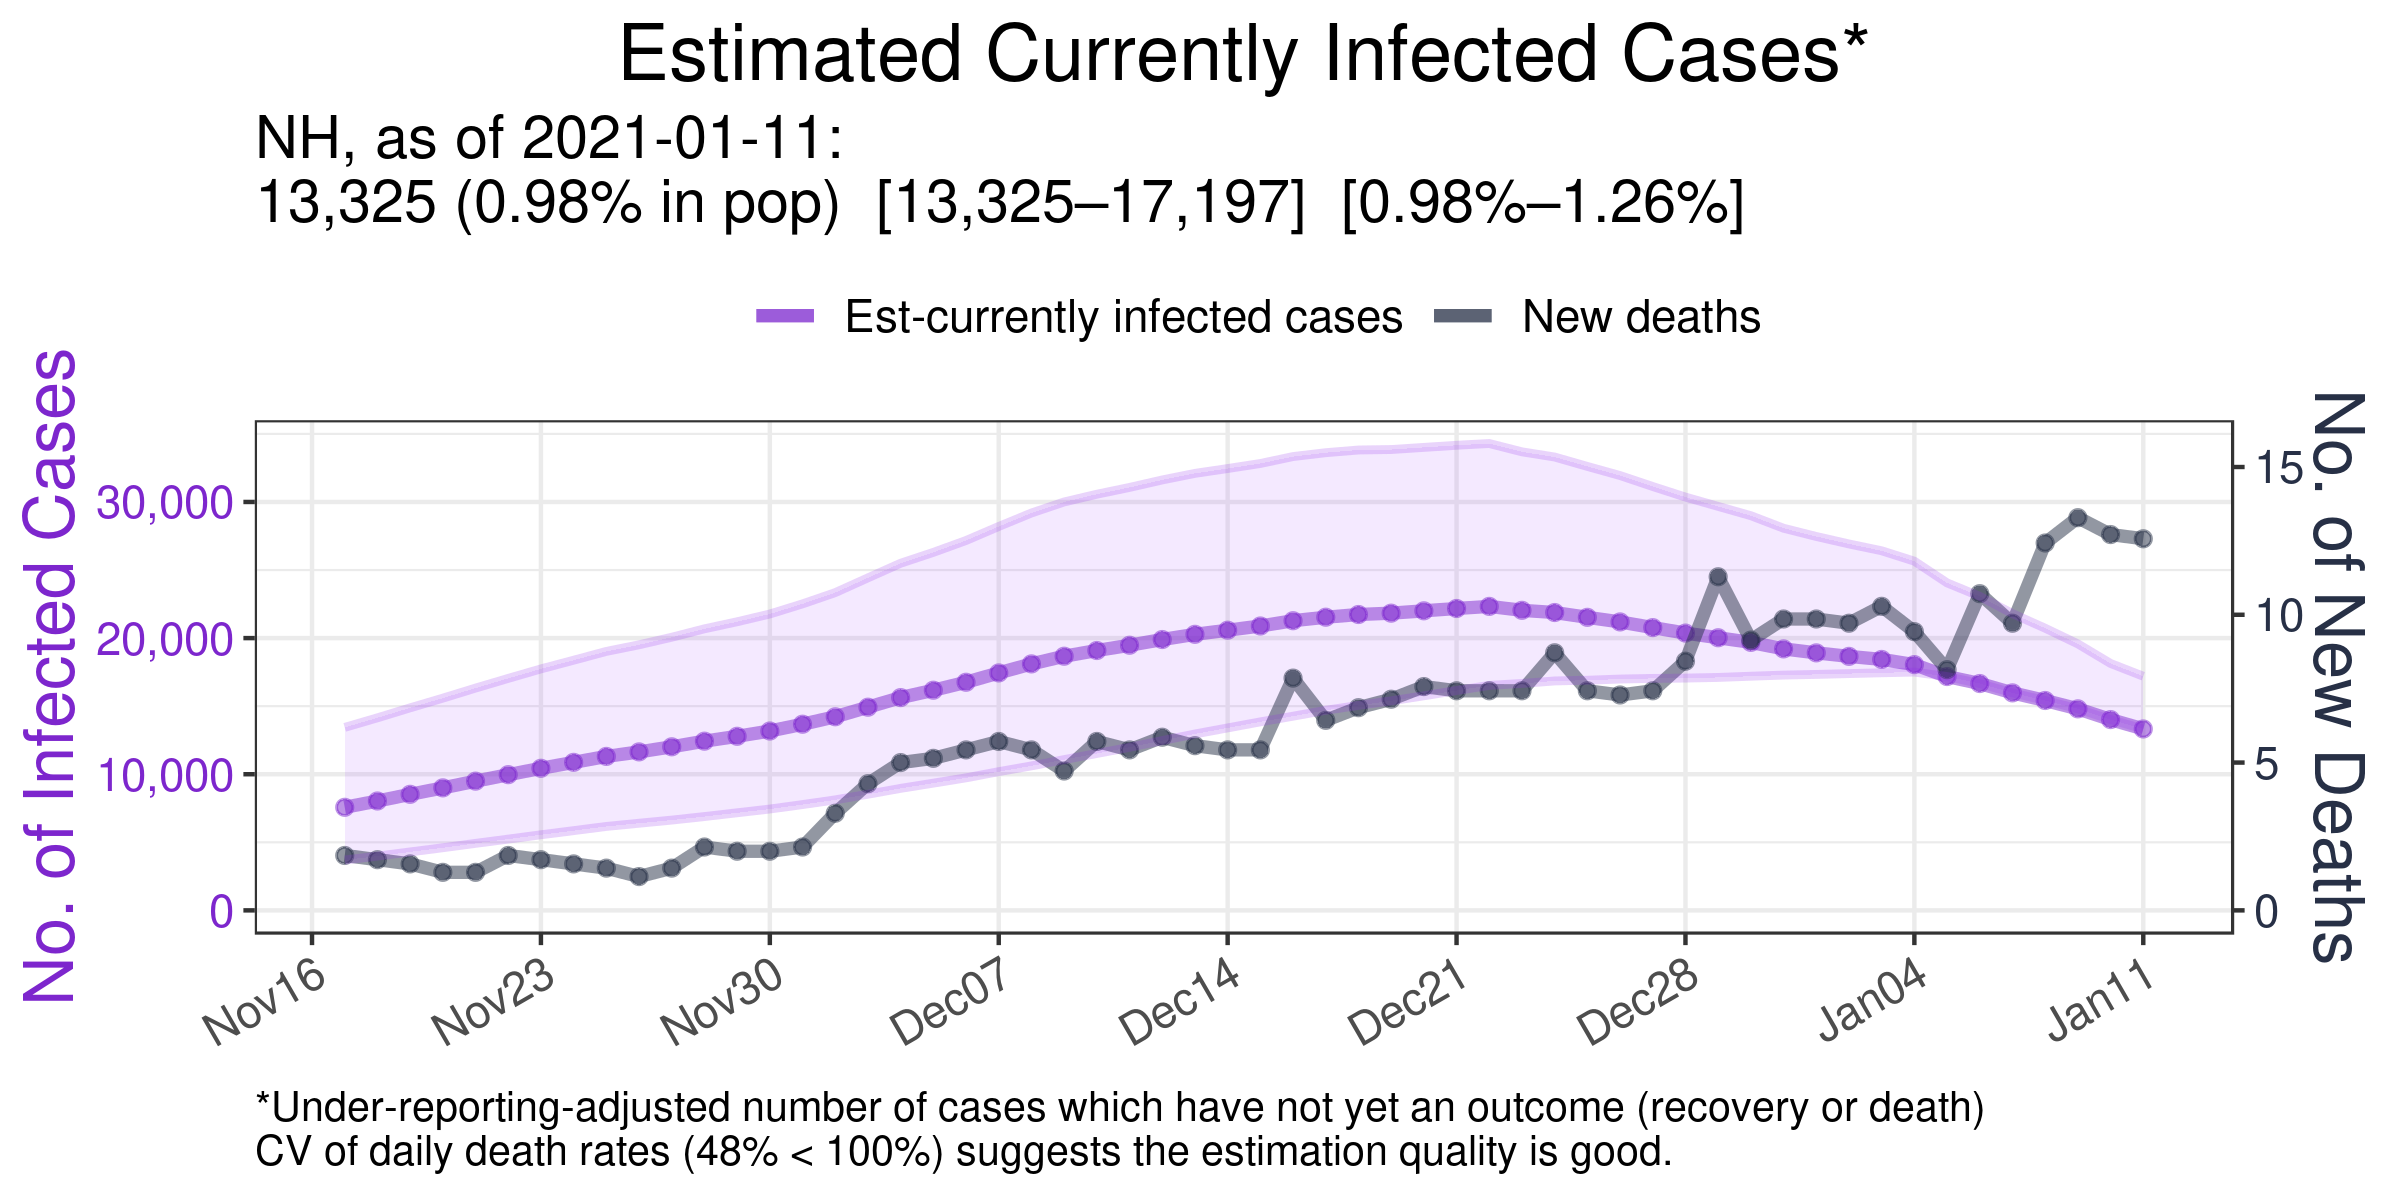 Estimated Currently Infected Cases*
NH, as of 2021-01-11:
13,325 (0.98% in pop)  [13,325–17,197]  [0.98%–1.26%]
Est-currently infected cases
New deaths
No. of Infected Cases
30,000
20,000
10,000
0
15
10
5
0
No. of New Deaths
Nov16
Nov23
Nov30
Dec07
Dec14
Dec21
Dec28
Jan04
Jan11
*Under-reporting-adjusted number of cases which have not yet an outcome (recovery or death)
CV of daily death rates (48% < 100%) suggests the estimation quality is good.